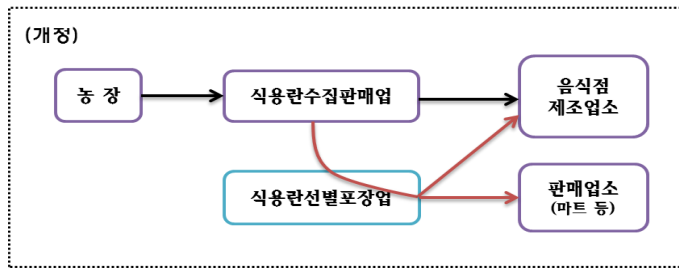 (개정)
농 장
식용란수집판매업
음식점
제조업소
식용란선별포장업
판매업소
(마트 등)